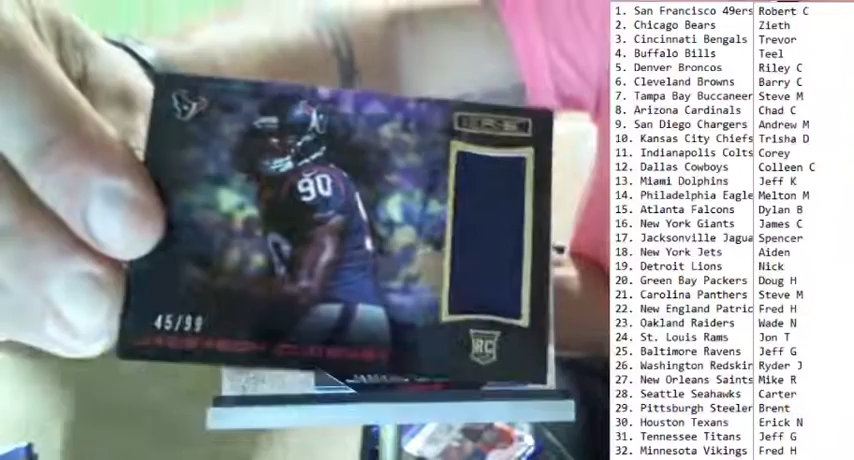 90
45/99
JADEVEON CLOWNEY
RC
1. San Francisco 49ers Robert C
2. Chicago Bears Zieth
3. Cincinnati Bengals Trevor
4. Buffalo Bills Teel
5. Denver Broncos Riley C
6. Cleveland Browns Barry C
7. Tampa Bay Buccaneer Steve M
8. Arizona Cardinals Chad C
9. San Diego Chargers Andrew M
10. Kansas City Chiefs Trisha D
11. Indianapolis Colts Corey
12. Dallas Cowboys Colleen C
13. Miami Dolphins Jeff K
14. Philadelphia Eagle Melton M
15. Atlanta Falcons Dylan B
16. New York Giants James C
17. Jacksonville Jagua Spencer
18. New York Jets Aiden
19. Detroit Lions Nick
20. Green Bay Packers Doug H
21. Carolina Panthers Steve M
22. New England Patric Fred H
23. Oakland Raiders Wade N
24. St. Louis Rams Jon T
25. Baltimore Ravens Jeff G
26. Washington Redskin Ryder J
27. New Orleans Saints Mike R
28. Seattle Seahawks Carter
29. Pittsburgh Steeler Brent
30. Houston Texans Erick N
31. Tennessee Titans Jeff G
32. Minnesota Vikings Fred H